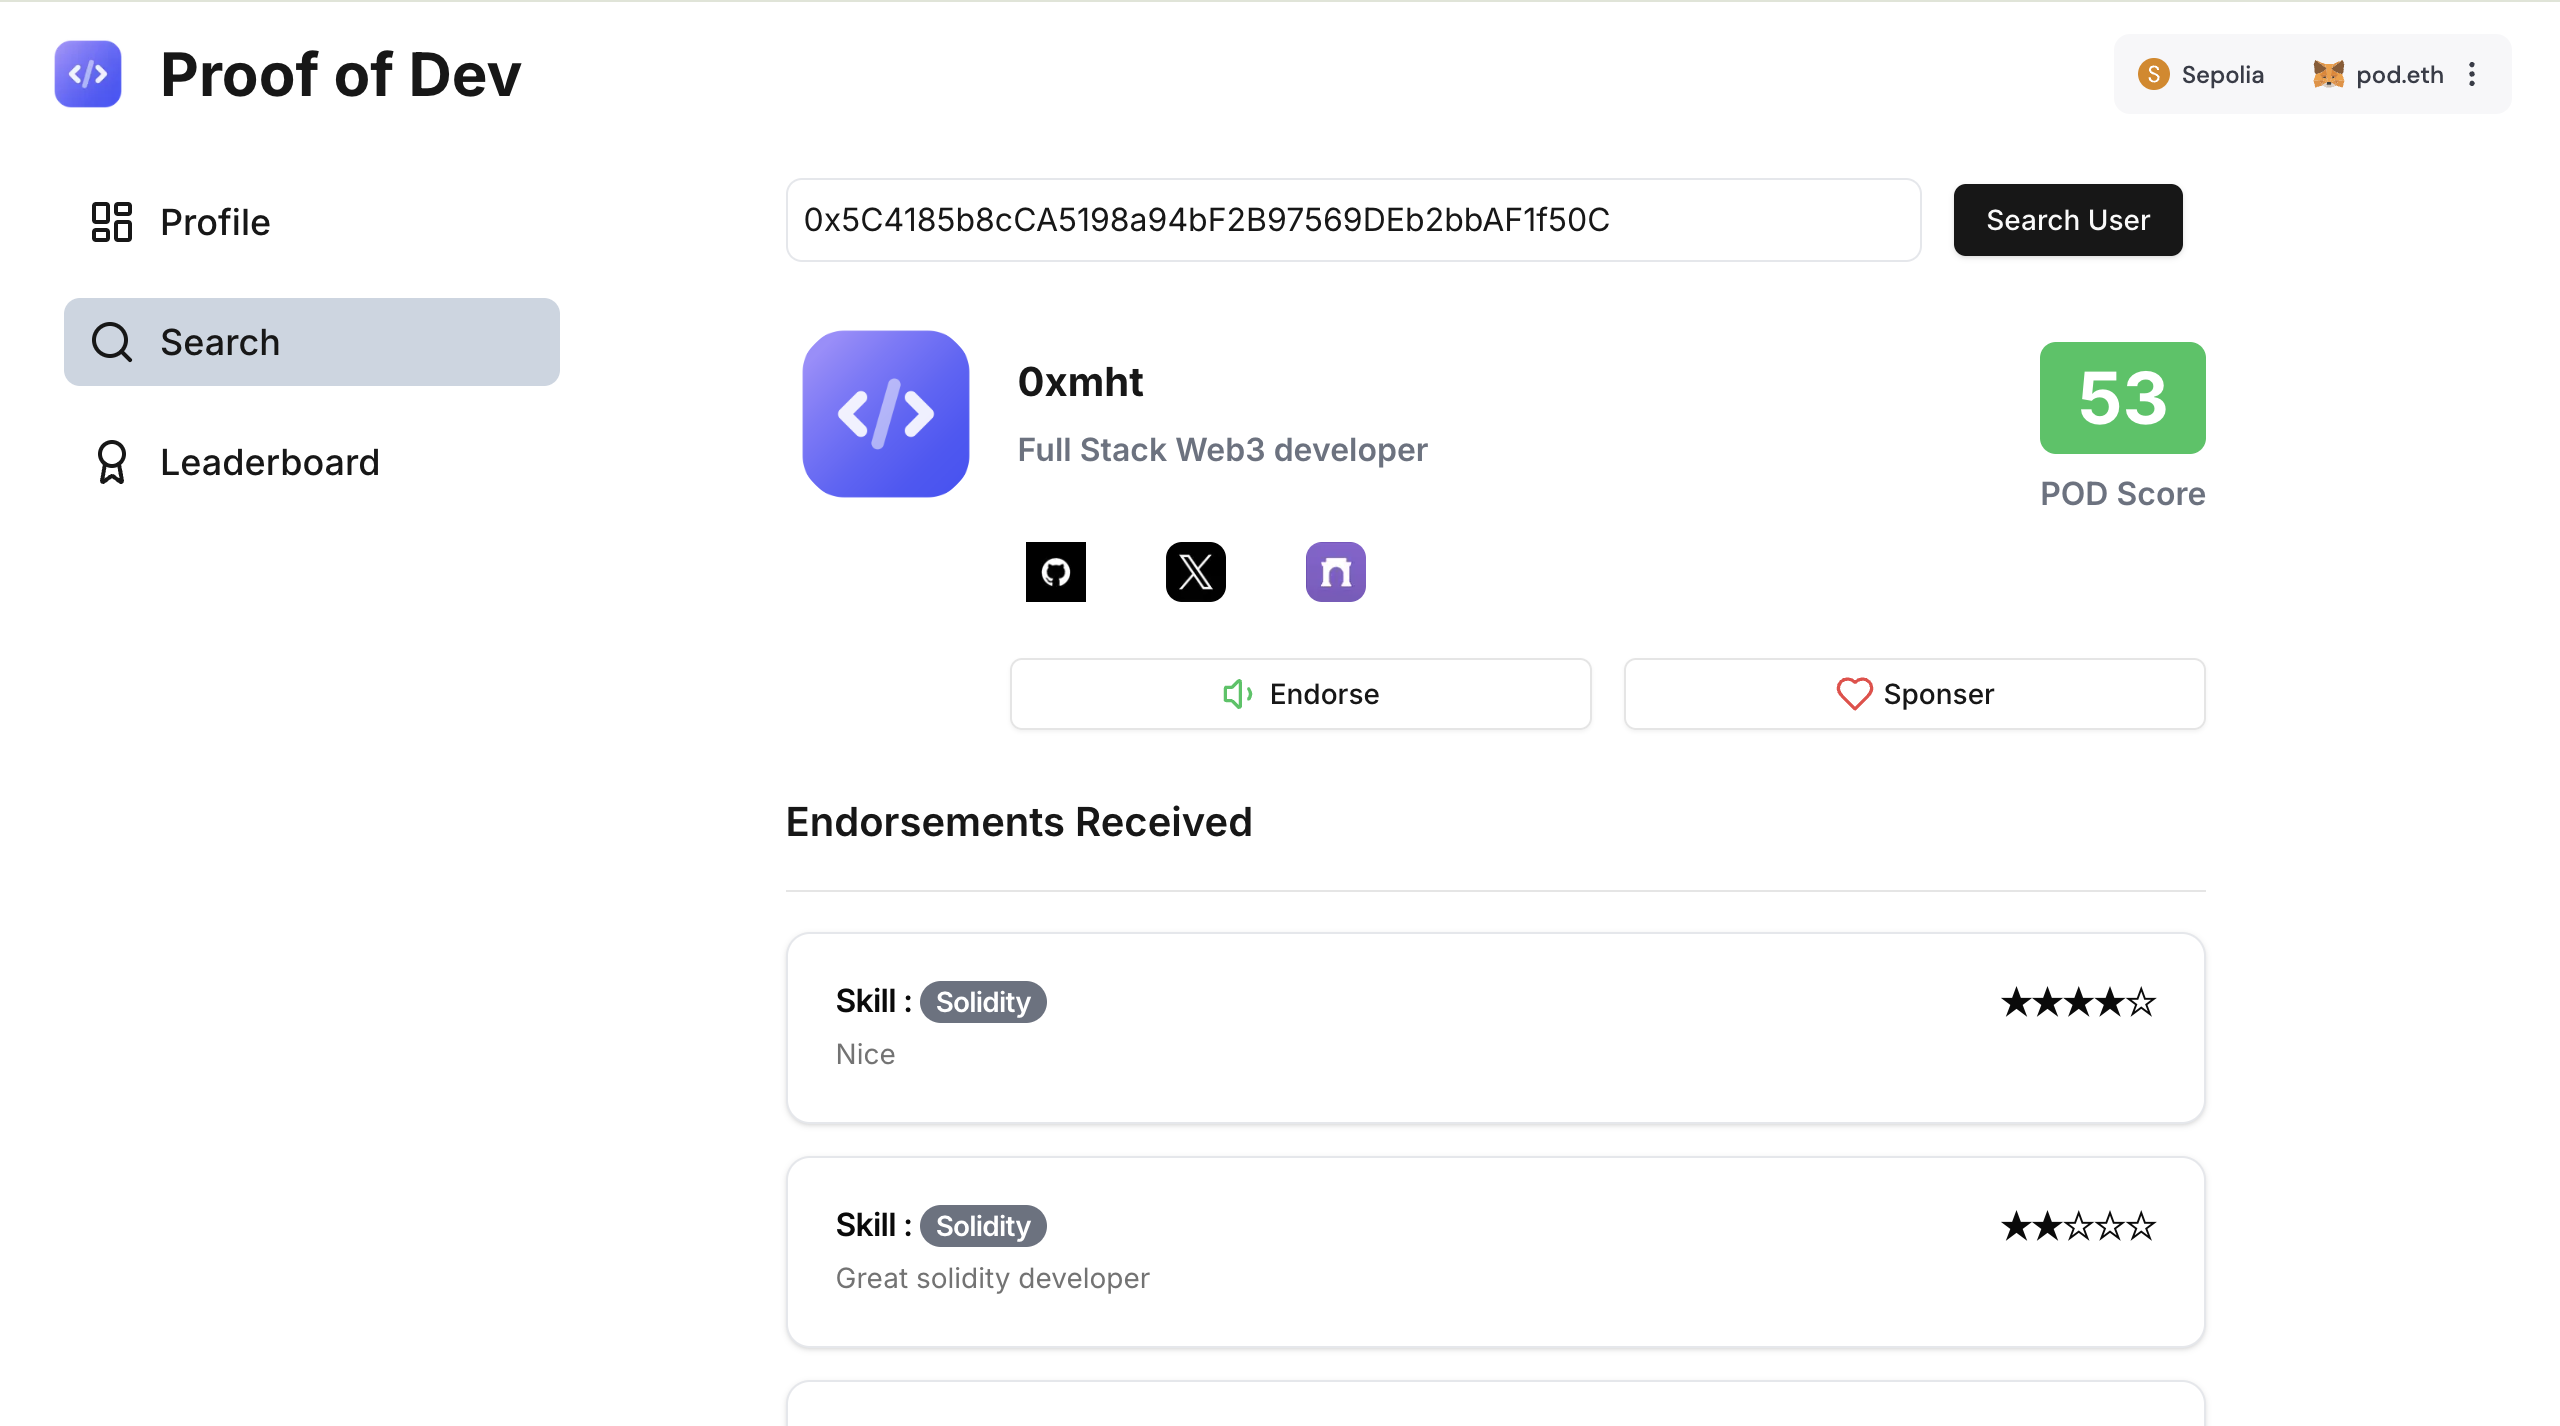 Proof of Dev
S Sepolia pod.eth
Profile
Search
Leaderboard
0x5C4185b8cCA5198a94bF2B97569DEb2bbAF1f50C
Search User
0xmht
Full Stack Web3 developer
53
POD Score
Endorse
Sponser
Endorsements Received
Skill : Solidity
★★★★☆
Nice
Skill : Solidity
★★☆☆☆
Great solidity developer